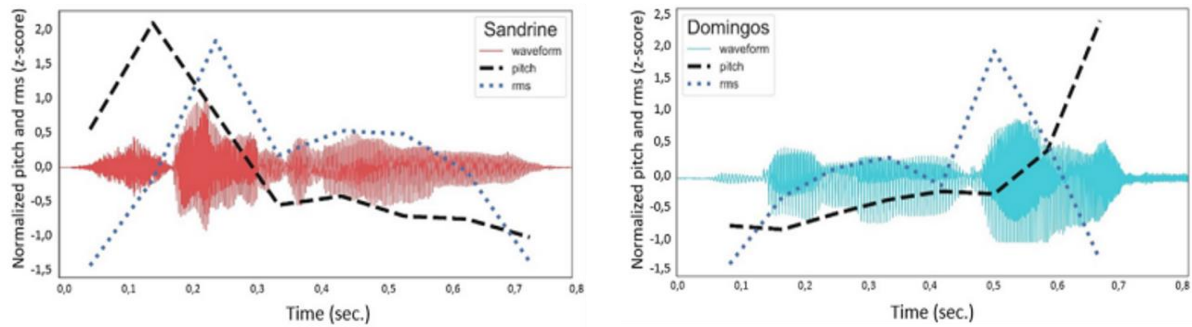 Normalized pitch and rms (z-score)
2,0
1,5
1,0
0,5
0,0
-0,5
-1,0
-1,5
Sandrine
waveform
pitch
rms
0,0 0,1 0,2 0,3 0,4 0,5 0,6 0,7 0,8
Time (sec.)
Normalized pitch and rms (z-score)
2,5
2,0
1,5
1,0
0,5
0,0
-0,5
-1,0
-1,5
Domingos
waveform
pitch
rms
0,0 0,1 0,2 0,3 0,4 0,5 0,6 0,7 0,8
Time (sec.)